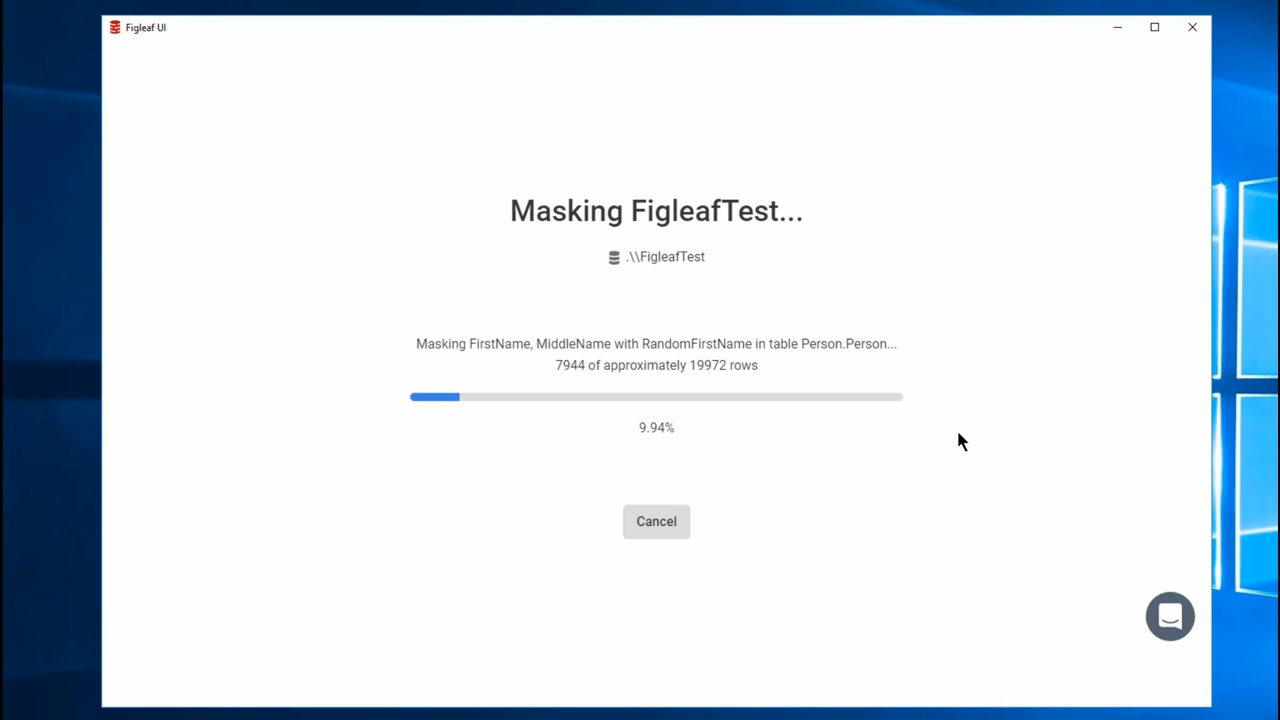 Figleaf UI
Masking FigleafTest...
.\\FigleafTest
Masking FirstName, MiddleName with RandomFirstName in table Person.Person...
7944 of approximately 19972 rows
9.94%
Cancel